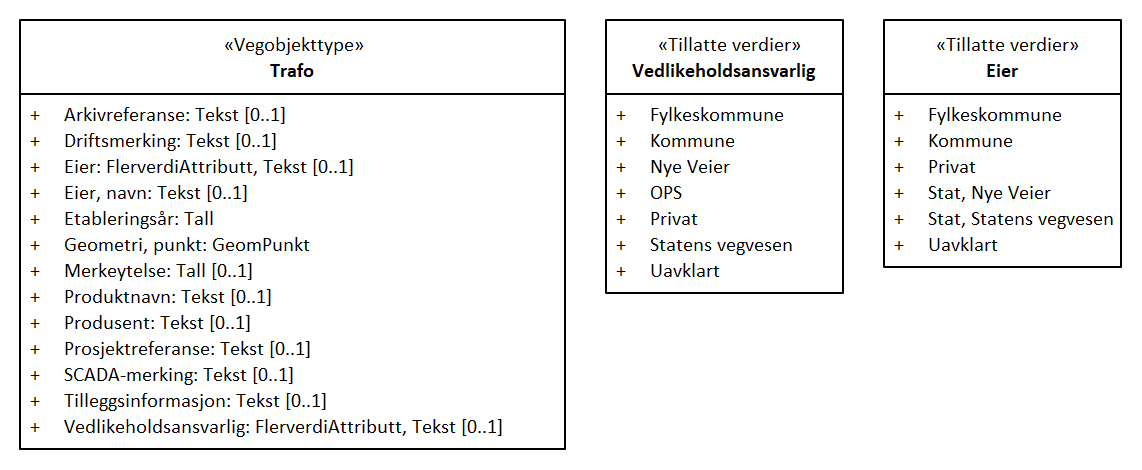 «Vegobjekttype»
Trafo
+ Arkivreferanse: Tekst [0..1]
+ Driftsmerking: Tekst [0..1]
+ Eier: FlerverdiAttributt, Tekst [0..1]
+ Eier, navn: Tekst [0..1]
+ Etableringsår: Tall
+ Geometri, punkt: GeomPunkt
+ Merkeytelse: Tall [0..1]
+ Produktnavn: Tekst [0..1]
+ Produsent: Tekst [0..1]
+ Prosjektreferanse: Tekst [0..1]
+ SCADA-merking: Tekst [0..1]
+ Tilleggsinformasjon: Tekst [0..1]
+ Vedlikeholdsansvarlig: FlerverdiAttributt, Tekst [0..1]
«Tillatte verdier»
Vedlikeholdsansvarlig
+ Fylkeskommune
+ Kommune
+ Nye Veier
+ OPS
+ Privat
+ Statens vegvesen
+ Uavklart
«Tillatte verdier»
Eier
+ Fylkeskommune
+ Kommune
+ Privat
+ Stat, Nye Veier
+ Stat, Statens vegvesen
+ Uavklart